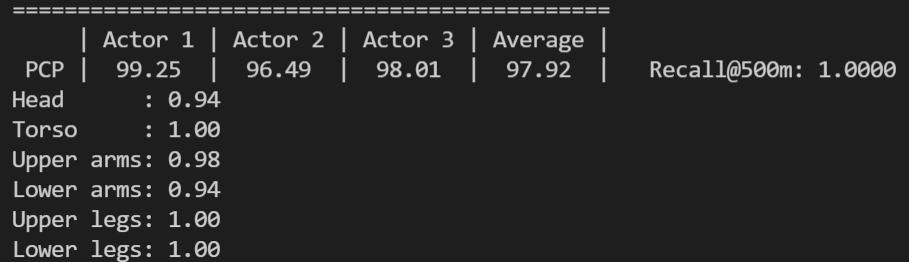 ==============================================
     | Actor 1 | Actor 2 | Actor 3 | Average |
 PCP |  99.25  |  96.49  |  98.01  |  97.92  |   Recall@500m: 1.0000
Head      : 0.94
Torso     : 1.00
Upper arms: 0.98
Lower arms: 0.94
Upper legs: 1.00
Lower legs: 1.00